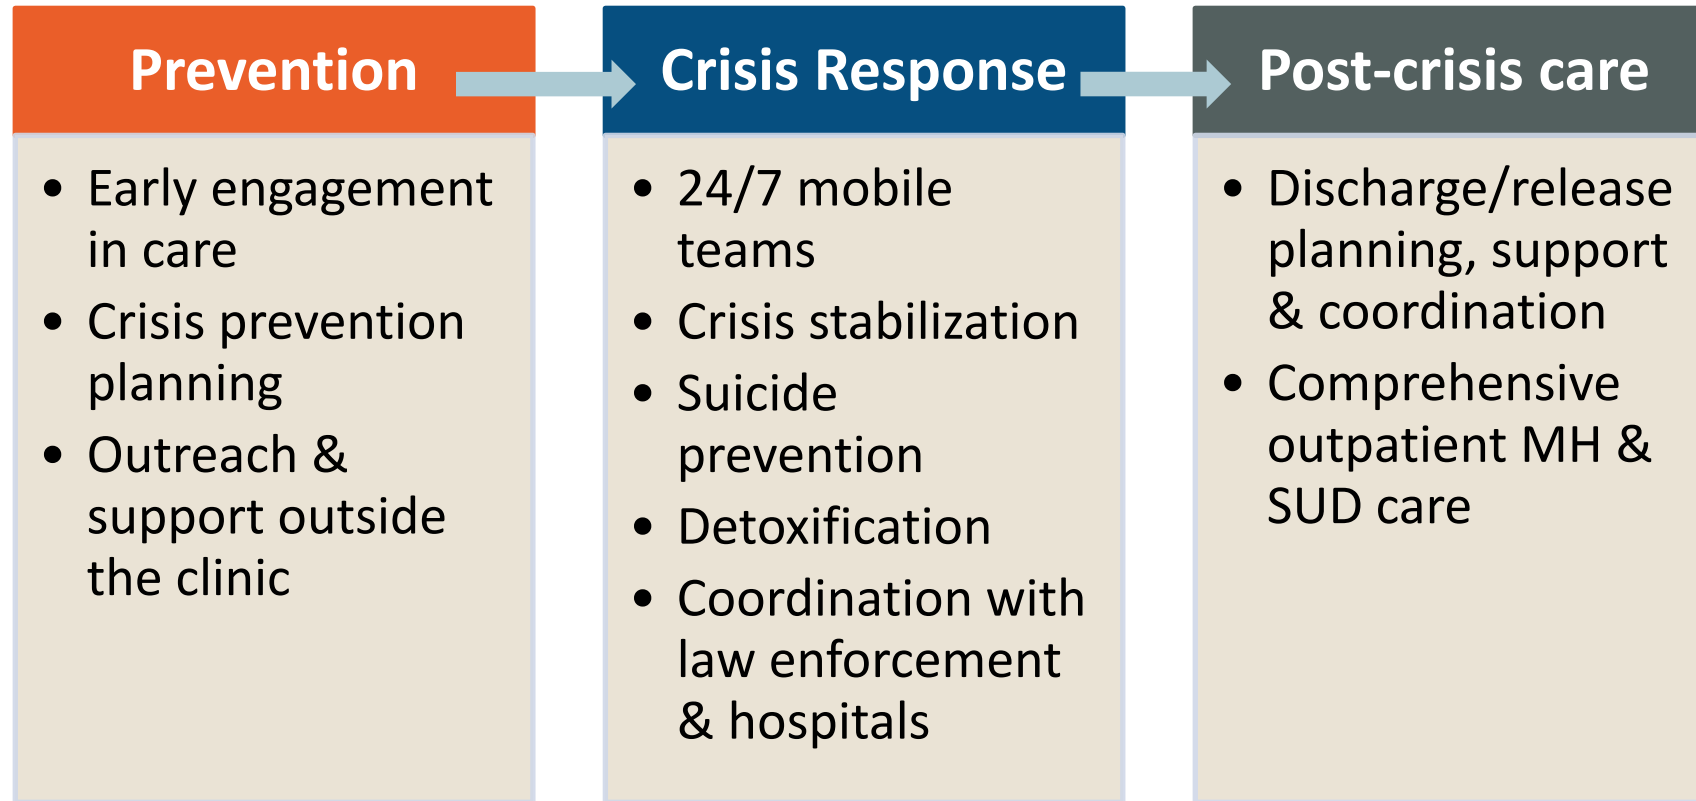 Prevention
• Early engagement
in care
• Crisis prevention
planning
• Outreach &
support outside
the clinic
Crisis Response
• 24/7 mobile
teams
• Crisis stabilization
• Suicide
prevention
• Detoxification
• Coordination with
law enforcement
& hospitals
Post-crisis care
• Discharge/release
planning, support
& coordination
• Comprehensive
outpatient MH &
SUD care